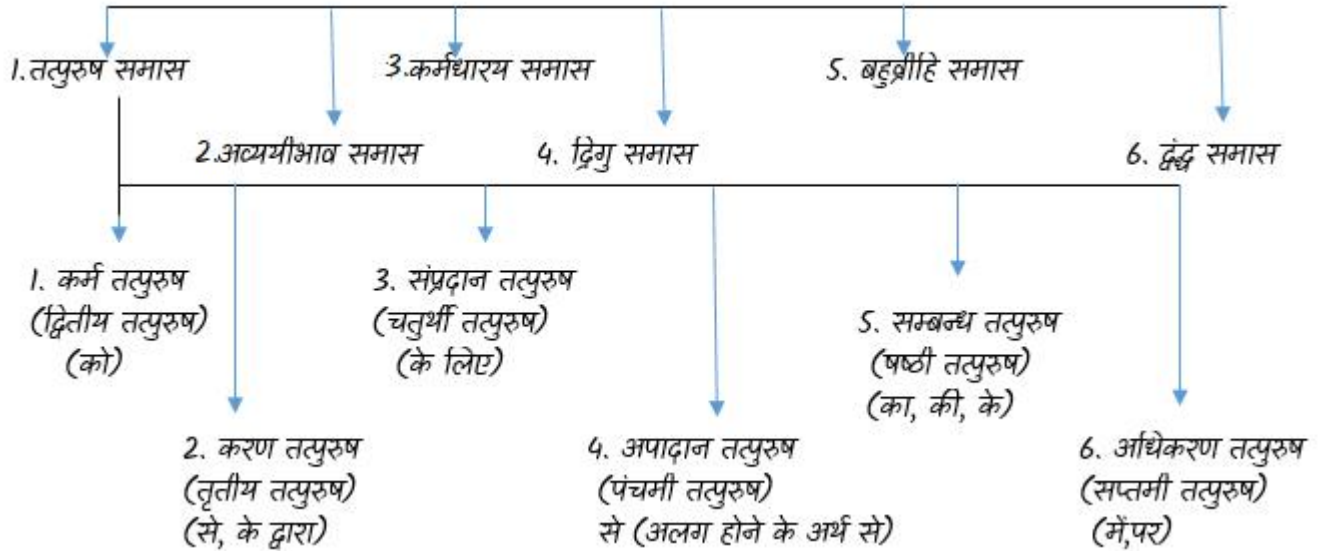 1.तत्पुरुष समास
3.कर्मधारय समास
5. बहुव्रीहि समास
2.अव्ययीभाव समास
4. द्विगु समास
6. द्वंद्ध समास
1. कर्म तत्पुरुष
(द्वितीय तत्पुरुष)
(को)
3. संप्रदान तत्पुरुष
(चतुर्थी तत्पुरुष)
(के लिए)
5. सम्बन्ध तत्पुरुष
(षष्ठी तत्पुरुष)
(का, की, के)
2. करण तत्पुरुष
(तृतीय तत्पुरुष)
(से, के द्वारा)
4. अपादान तत्पुरुष
(पंचमी तत्पुरुष)
से (अलग होने के अर्थ से)
6. अधिकरण तत्पुरुष
(सप्तमी तत्पुरुष)
(में,पर)